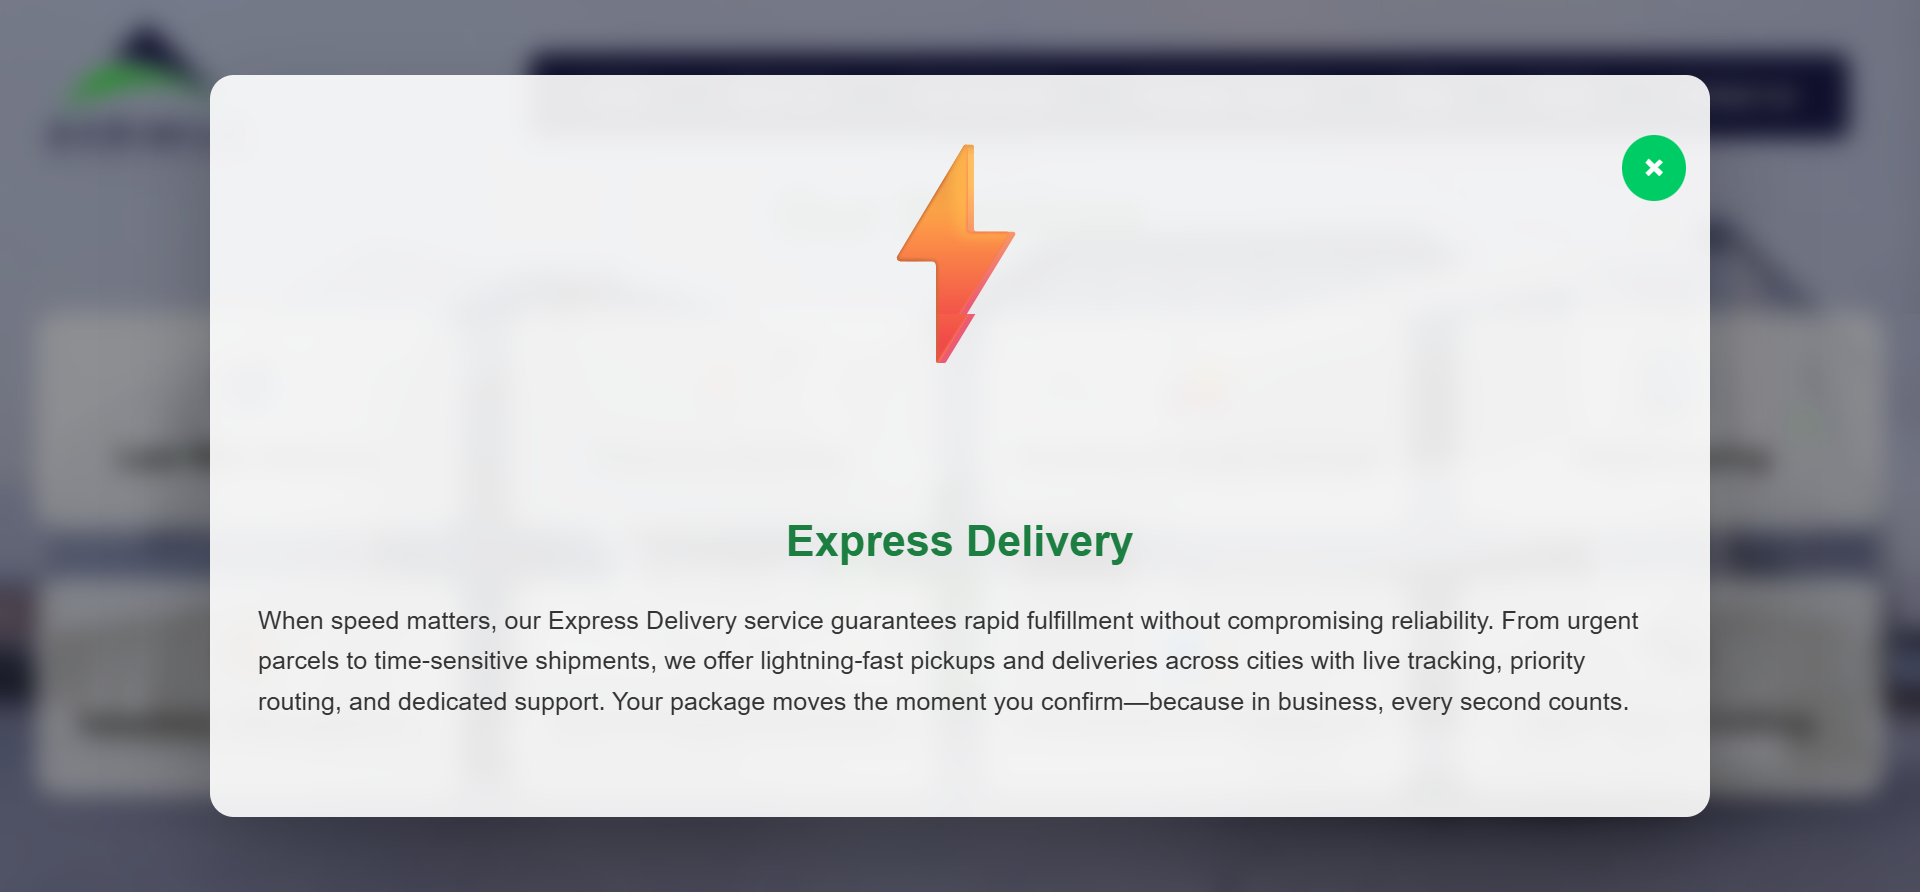 Express Delivery
When speed matters, our Express Delivery service guarantees rapid fulfillment without compromising reliability. From urgent
parcels to time-sensitive shipments, we offer lightning-fast pickups and deliveries across cities with live tracking, priority
routing, and dedicated support. Your package moves the moment you confirm—because in business, every second counts.